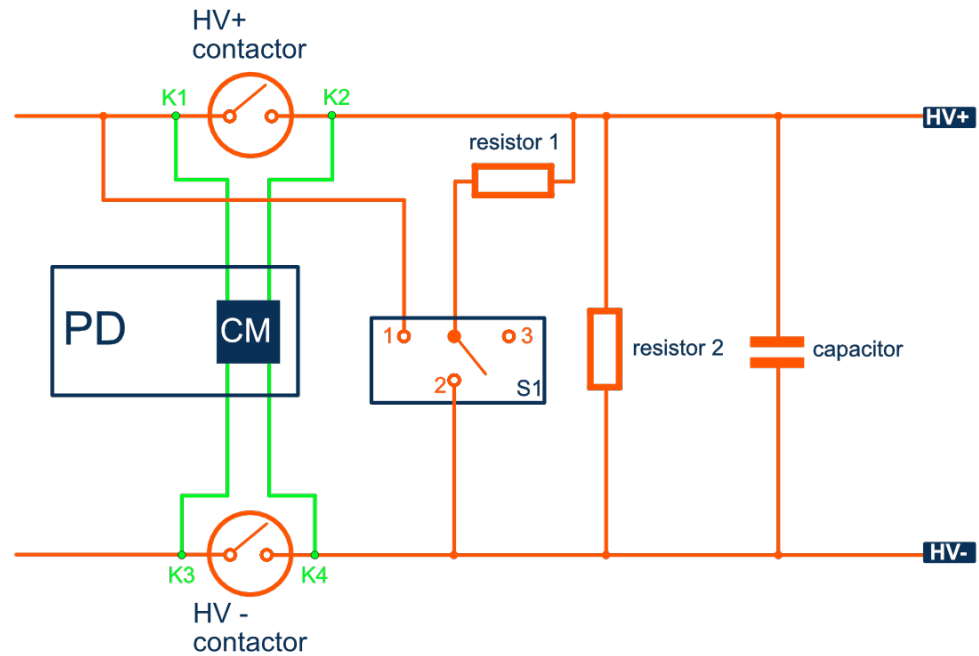 HV+
contactor
K1
K2
HV+
resistor 1
PD
CM
1
3
2
S1
resistor 2
capacitor
K3
K4
HV-
HV -
contactor